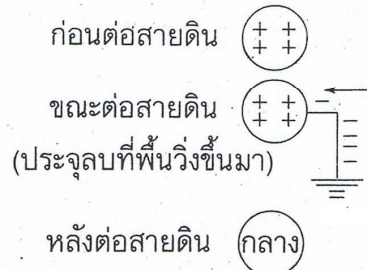 ก่อนต่อสายดิน
+ +
+ +
ขณะต่อสายดิน
+ +
+ +
(ประจุลบที่พื้นวิ่งขึ้นมา)
หลังต่อสายดิน กลาง